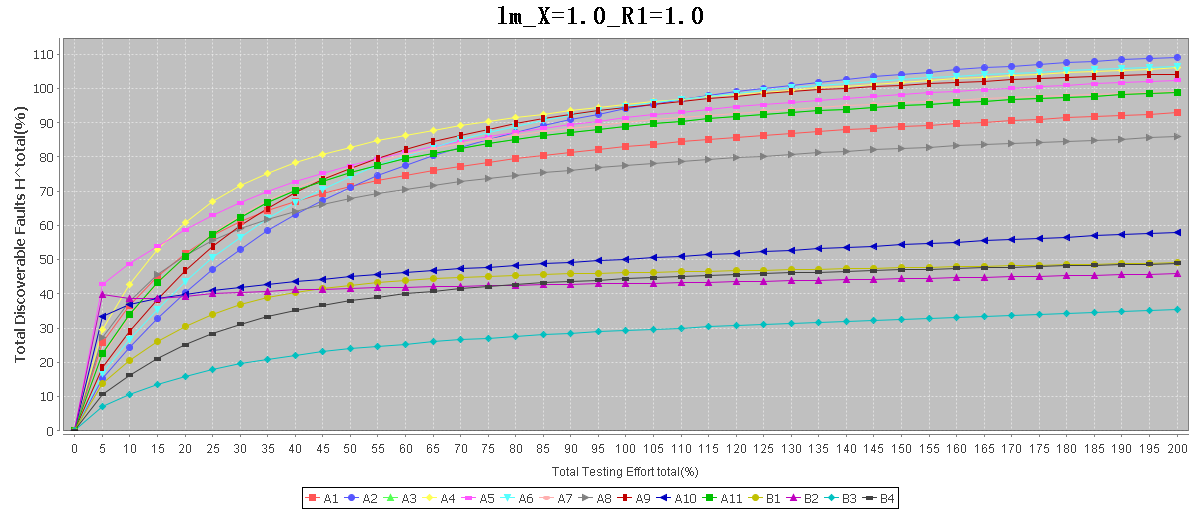 lm_X=1.0_R1=1.0
Total Discoverable Faults H^total(%)
110
100
90
80
70
60
50
40
30
20
10
0
0 5 10 15 20 25 30 35 40 45 50 55 60 65 70 75 80 85 90 95 100 105 110 115 120 125 130 135 140 145 150 155 160 165 170 175 180 185 190 195 200
Total Testing Effort total(%)
A1 A2 A3 A4 A5 A6 A7 A8 A9 A10 A11 B1 B2 B3 B4